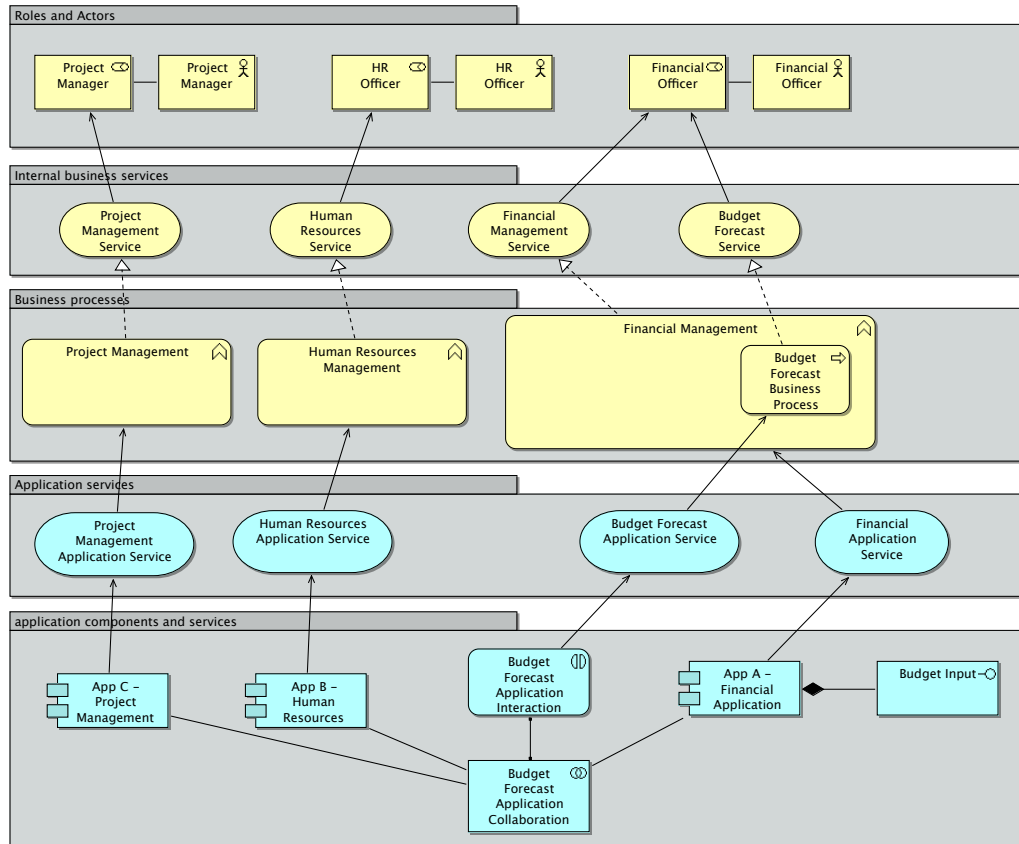 Roles and Actors
Project
Manager
Project
Manager
HR
Officer
HR
Officer
Financial
Officer
Financial
Officer
Internal business services
Project
Management
Service
Human
Resources
Service
Financial
Management
Service
Budget
Forecast
Service
Business processes
Project Management
Human Resources
Management
Financial Management
Budget
Forecast
Business
Process
Application services
Project
Management
Application Service
Human Resources
Application Service
Budget Forecast
Application Service
Financial
Application
Service
application components and services
App C -
Project
Management
App B -
Human
Resources
Budget
Forecast
Application
Interaction
App A -
Financial
Application
Budget Input
Budget
Forecast
Application
Collaboration